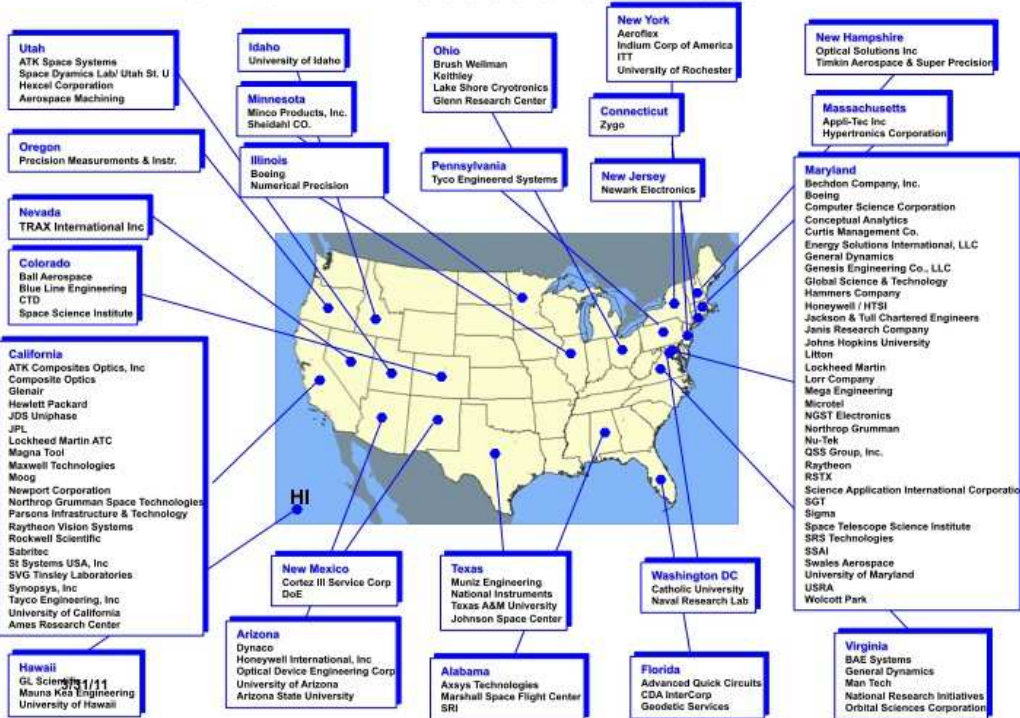 Utah
ATK Space Systems
Space Dyamics Lab/ Utah St. U
Hexcel Corporation
Aerospace Machining
Idaho
University of Idaho
Minnesota
Minco Products, Inc.
Sheidahl CO.
Ohio
Brush Wellman
Keithley
Lake Shore Cryotronics
Glenn Research Center
New York
Aeroflex
Indium Corp of America
ITT
University of Rochester
New Hampshire
Optical Solutions Inc
Timkin Aerospace & Super Precision
Connecticut
Zygo
Massachusetts
Appli-Tec Inc
Hypertronics Corporation
Oregon
Precision Measurements & Instr.
Illinois
Boeing
Numerical Precision
Pennsylvania
Tyco Engineered Systems
New Jersey
Newark Electronics
Nevada
TRAX International Inc
Colorado
Ball Aerospace
Blue Line Engineering
CTD
Space Science Institute
Maryland
Bechdon Company, Inc.
Boeing
Computer Science Corporation
Conceptual Analytics
Curtis Management Co.
Energy Solutions International, LLC
General Dynamics
Genesis Engineering Co., LLC
Global Science & Technology
Hammers Company
Honeywell / HTSI
Jackson & Tull Chartered Engineers
Janis Research Company
Johns Hopkins University
Litton
Lockheed Martin
Lorr Company
Mega Engineering
Microtel
NGST Electronics
Northrop Grumman
Nu-Tek
QSS Group, Inc.
Raytheon
RSTX
Science Application International Corporatio
SGT
Sigma
Space Telescope Science Institute
SRS Technologies
SSAI
Swales Aerospace
University of Maryland
USRA
Wolcott Park
California
ATK Composites Optics, Inc
Composite Optics
Glenair
Hewlett Packard
JDS Uniphase
JPL
Lockheed Martin ATC
Magna Tool
Maxwell Technologies
Moog
Newport Corporation
Northrop Grumman Space Technologies
Parsons Infrastructure & Technology
Raytheon Vision Systems
Rockwell Scientific
Sabritec
St Systems USA, Inc
SVG Tinsley Laboratories
Synopsys, Inc
Tayco Engineering, Inc
University of California
Ames Research Center
HI
New Mexico
Cortez III Service Corp
DoE
Texas
Muniz Engineering
National Instruments
Texas A&M University
Johnson Space Center
Washington DC
Catholic University
Naval Research Lab
Arizona
Dynaco
Honeywell International, Inc
Optical Device Engineering Corp
University of Arizona
Arizona State University
Alabama
Axsys Technologies
Marshall Space Flight Center
SRI
Florida
Advanced Quick Circuits
CDA InterCorp
Geodetic Services
Virginia
BAE Systems
General Dynamics
Man Tech
National Research Initiatives
Orbital Sciences Corporation
Hawaii
GL
3/31/11
Mauna Kea Engineering
University of Hawaii